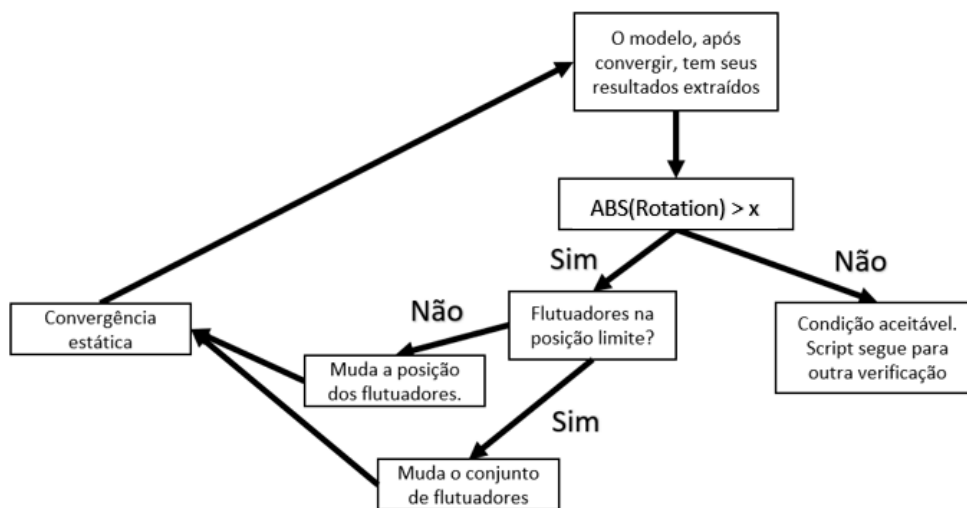 O modelo, após
convergir, tem seus
resultados extraídos
ABS(Rotation) > x
Sim
Não
Flutuadores na
posição limite?
Condição aceitável.
Script segue para
outra verificação
Não
Sim
Convergência
estática
Muda a posição
dos flutuadores.
Muda o conjunto
de flutuadores